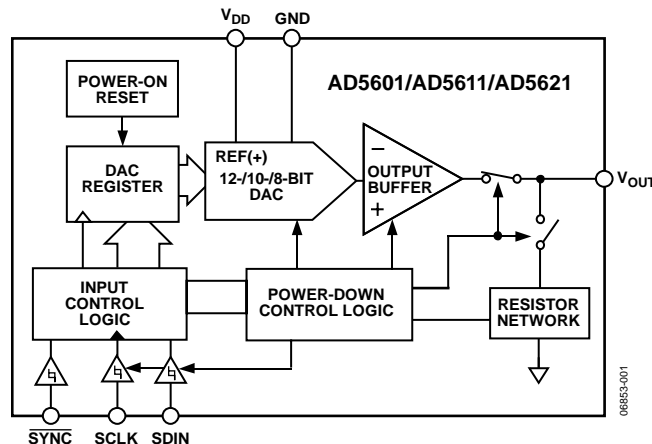 VDD GND
AD5601/AD5611/AD5621
POWER-ON
RESET
DAC
REGISTER
REF(+)
12-/10-/8-BIT
DAC
−
OUTPUT
BUFFER
+
VOUT
INPUT
CONTROL
LOGIC
POWER-DOWN
CONTROL LOGIC
RESISTOR
NETWORK
SYNC SCLK SDIN
06853-001